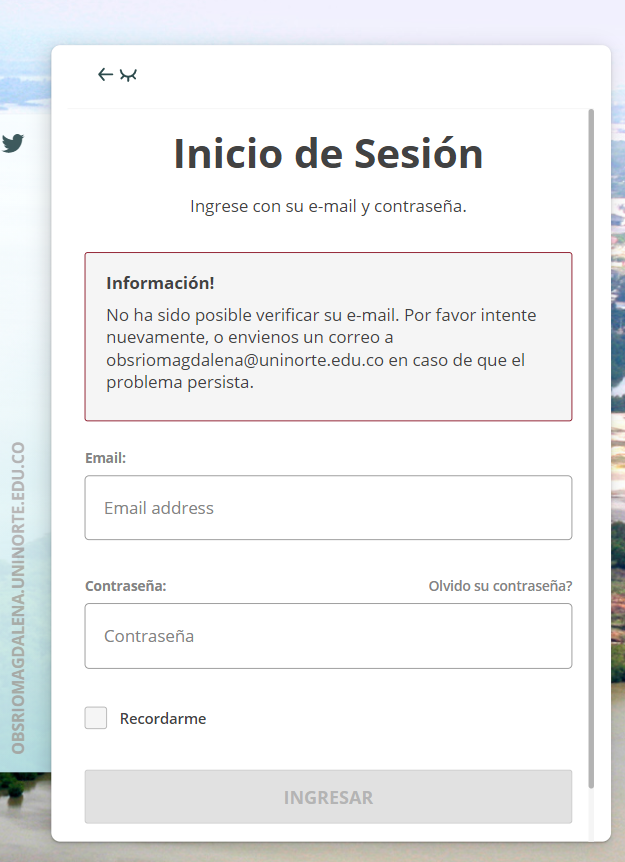 Inicio de Sesión
Ingrese con su e-mail y contraseña.
Información!
No ha sido posible verificar su e-mail. Por favor intente
nuevamente, o envienos un correo a
obsriomagdalena@uninorte.edu.co en caso de que el
problema persista.
Email:
Email address
Contraseña:
Olvido su contraseña?
Contraseña
Recordarme
INGRESAR
OBSRIOMAGDALENA.UNINORTE.EDU.CO